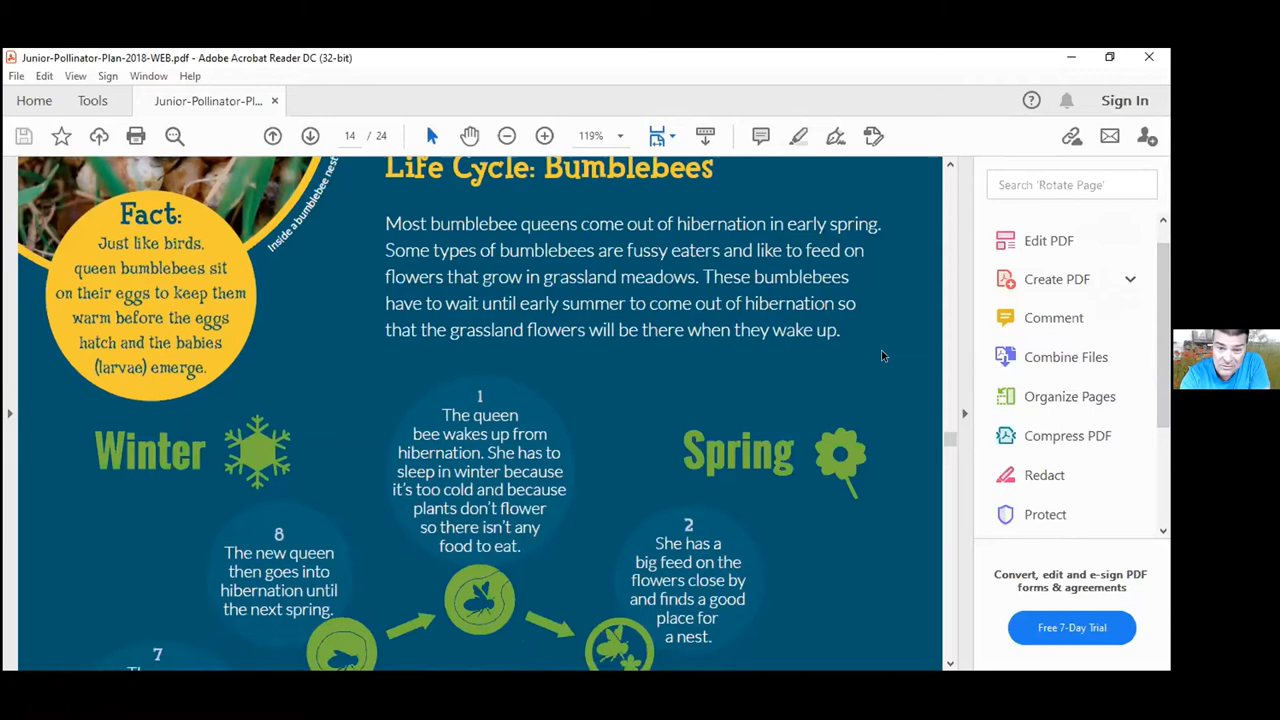 Junior-Pollinator-Plan-2018-WEB.pdf - Adobe Acrobat Reader DC (32-bit)
File Edit View Sign Window Help
Home Tools Junior-Pollinator-Pl... × Sign In
14 / 24 119%
Life Cycle: Bumblebees
Inside a bumblebee nest
Fact:
Just like birds,
queen bumblebees sit
on their eggs to keep them
warm before the eggs
hatch and the babies
(larvae) emerge.
Most bumblebee queens come out of hibernation in early spring.
Some types of bumblebees are fussy eaters and like to feed on
flowers that grow in grassland meadows. These bumblebees
have to wait until early summer to come out of hibernation so
that the grassland flowers will be there when they wake up.
Winter
Spring
1
The queen
bee wakes up from
hibernation. She has to
sleep in winter because
it's too cold and because
plants don't flower
so there isn't any
food to eat.
2
She has a
big feed on the
flowers close by
and finds a good
place for
a nest.
8
The new queen
then goes into
hibernation until
the next spring.
7
Search 'Rotate Page'
Edit PDF
Create PDF
Comment
Combine Files
Organize Pages
Compress PDF
Redact
Protect
Convert, edit and e-sign PDF
forms & agreements
Free 7-Day Trial